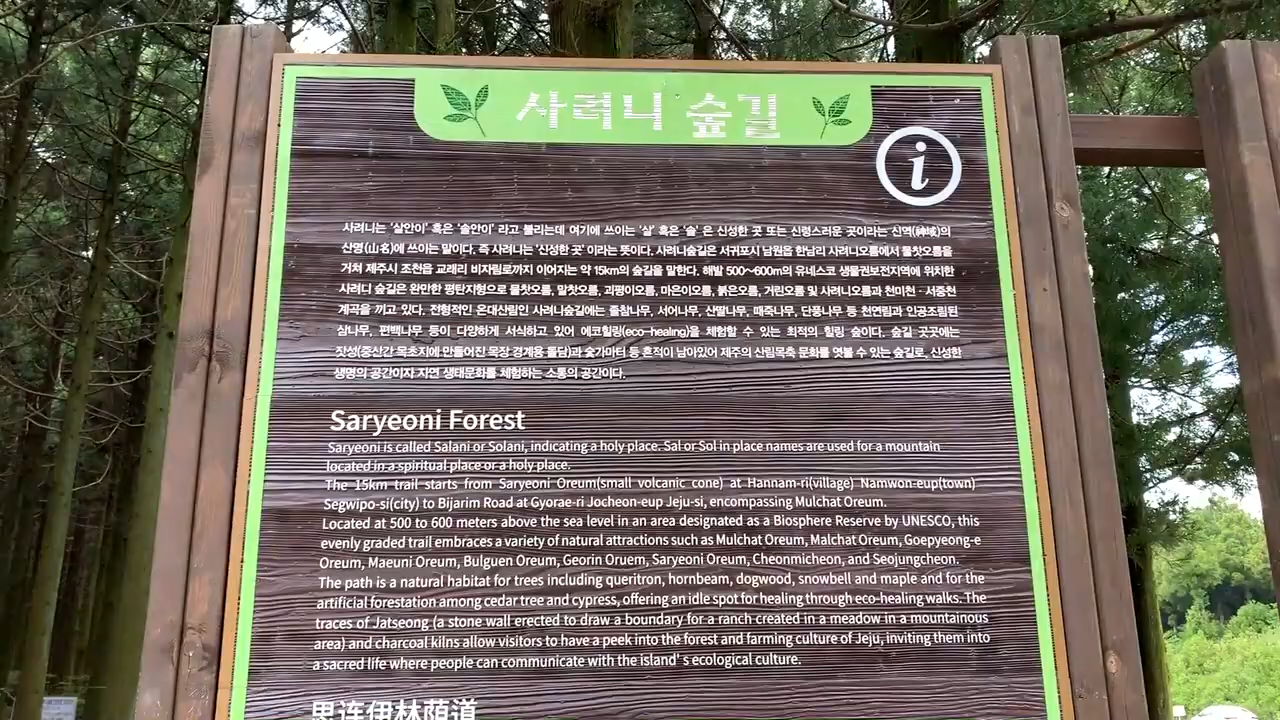 사려니 숲길
i
사려니는 '살안이' 혹은 '솔안이' 라고 불리는데 여기에 쓰이는 '살' 혹은 '솔' 은 신성한 곳 또는 신령스러운 곳이라는 신역(神域)의
산명(山名)에 쓰이는 말이다. 즉 사려니는 '신성한 곳' 이라는 뜻이다. 사려니숲길은 서귀포시 남원읍 한남리 사려니오름에서 물찻오름을
거쳐 제주시 조천읍 교래리 비자림로까지 이어지는 약 15km의 숲길을 말한다. 해발 500~600m의 유네스코 생물권보전지역에 위치한
사려니 숲길은 완만한 평탄지형으로 물찻오름, 말찻오름, 괴평이오름, 마은이오름, 붉은오름, 거린오름 및 사려니오름과 천미천 · 서중천
계곡을 끼고 있다. 전형적인 온대산림인 사려니숲길에는 졸참나무, 서어나무, 산딸나무, 때죽나무, 단풍나무 등 천연림과 인공조림된
삼나무, 편백나무 등이 다양하게 서식하고 있어 에코힐링(eco-healing)을 체험할 수 있는 최적의 힐링 숲이다. 숲길 곳곳에는
잣성(중산간 목초지에 만들어진 목장 경계용 돌담)과 숯가마터 등 흔적이 남아있어 제주의 산림목축 문화를 엿볼 수 있는 숲길로, 신성한
생명의 공간이자 자연 생태문화를 체험하는 소통의 공간이다.
Saryeoni Forest
Saryeoni is called Salani or Solani, indicating a holy place. Sal or Sol in place names are used for a mountain
located in a spiritual place or a holy place.
The 15km trail starts from Saryeoni Oreum(small volcanic cone) at Hannam-ri(village) Namwon-eup(town)
Segwipo-si(city) to Bijarim Road at Gyorae-ri Jocheon-eup Jeju-si, encompassing Mulchat Oreum.
Located at 500 to 600 meters above the sea level in an area designated as a Biosphere Reserve by UNESCO, this
evenly graded trail embraces a variety of natural attractions such as Mulchat Oreum, Malchat Oreum, Goepyeong-e
Oreum, Maeuni Oreum, Bulguen Oreum, Georin Oruem, Saryeoni Oreum, Cheonmicheon, and Seojungcheon.
The path is a natural habitat for trees including queritron, hornbeam, dogwood, snowbell and maple and for the
artificial forestation among cedar tree and cypress, offering an idle spot for healing through eco-healing walks. The
traces of Jatseong (a stone wall erected to draw a boundary for a ranch created in a meadow in a mountainous
area) and charcoal kilns allow visitors to have a peek into the forest and farming culture of Jeju, inviting them into
a sacred life where people can communicate with the island' s ecological culture.
思连伊林荫道